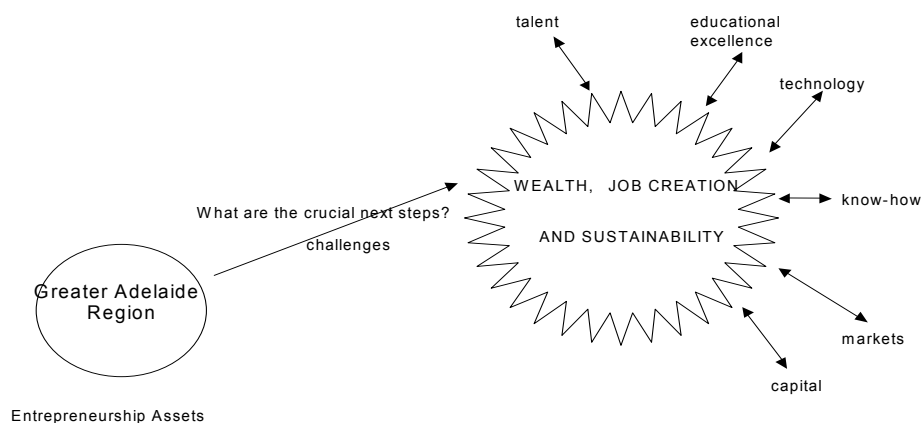 talent
educational
excellence
technology
WEALTH, JOB CREATION
know-how
What are the crucial next steps?
AND SUSTAINABILITY
challenges
Greater Adelaide
Region
markets
capital
Entrepreneurship Assets